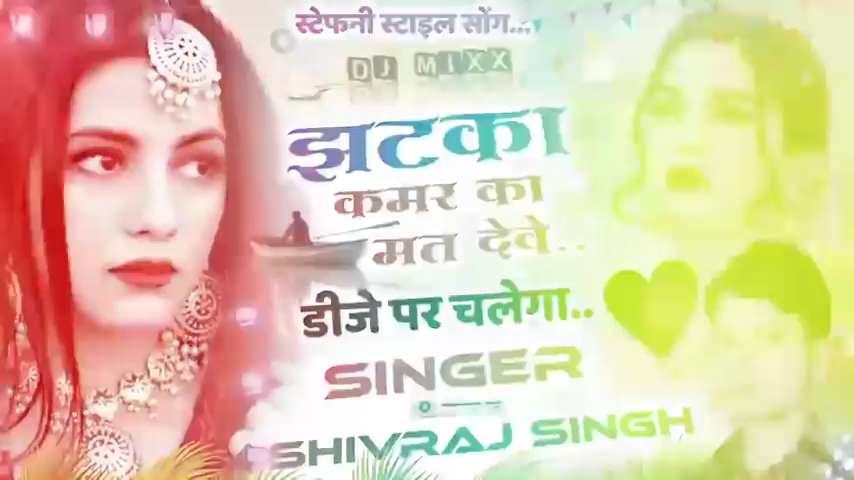 स्टेफनी स्टाइल सोंग...
DJ MIXX
झटका
कमर का
मत देवे..
डीजे पर चलेगा..
SINGER
SHIVRAJ SINGH